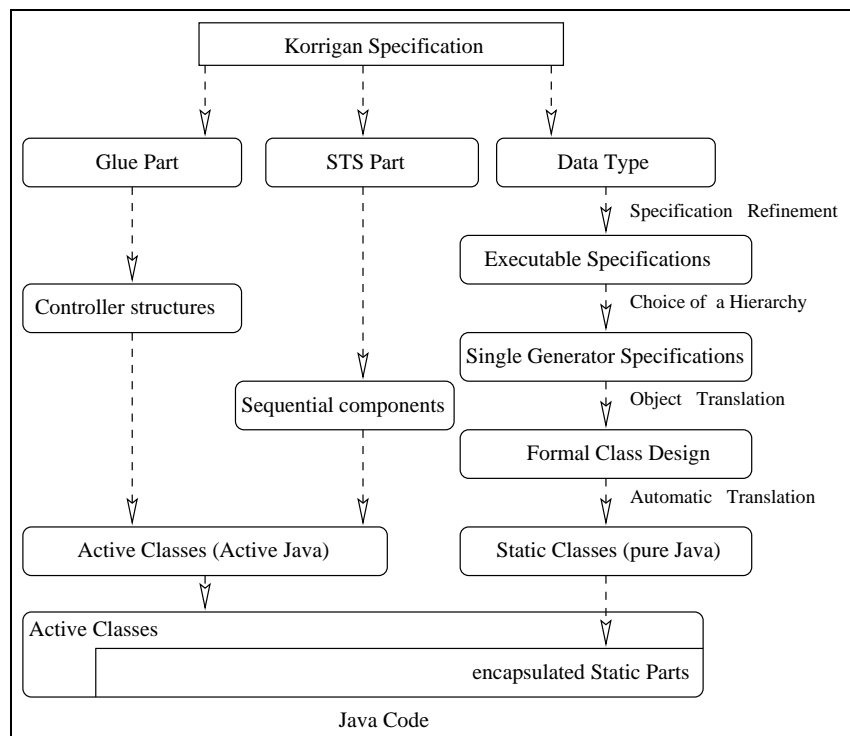 Korrigan Specification
Glue Part
STS Part
Data Type
Specification Refinement
Executable Specifications
Choice of a Hierarchy
Controller structures
Single Generator Specifications
Object Translation
Sequential components
Formal Class Design
Automatic Translation
Active Classes (Active Java)
Static Classes (pure Java)
Active Classes
encapsulated Static Parts
Java Code